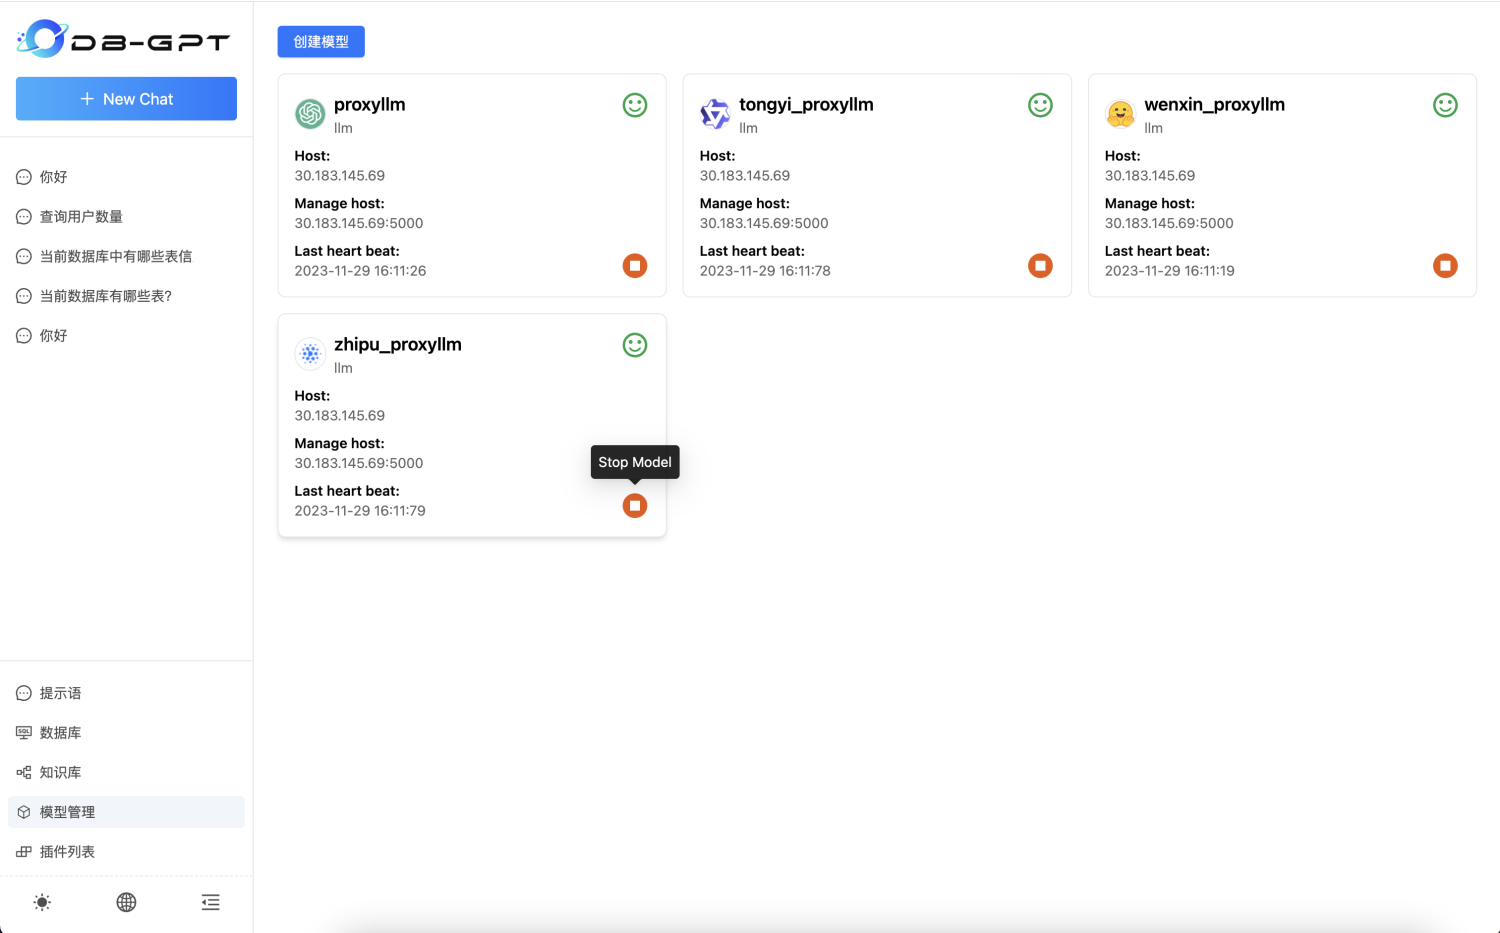 DB-GPT
New Chat
你好
查询用户数量
当前数据库中有哪些表信
当前数据库有哪些表?
你好
提示语
SQL
数据库
知识库
模型管理
插件列表
创建模型
proxyllm
llm
Host:
30.183.145.69
Manage host:
30.183.145.69:5000
Last heart beat:
2023-11-29 16:11:26
tongyi_proxyllm
llm
Host:
30.183.145.69
Manage host:
30.183.145.69:5000
Last heart beat:
2023-11-29 16:11:78
wenxin_proxyllm
llm
Host:
30.183.145.69
Manage host:
30.183.145.69:5000
Last heart beat:
2023-11-29 16:11:19
zhipu_proxyllm
llm
Host:
30.183.145.69
Manage host:
30.183.145.69:5000
Stop Model
Last heart beat:
2023-11-29 16:11:79